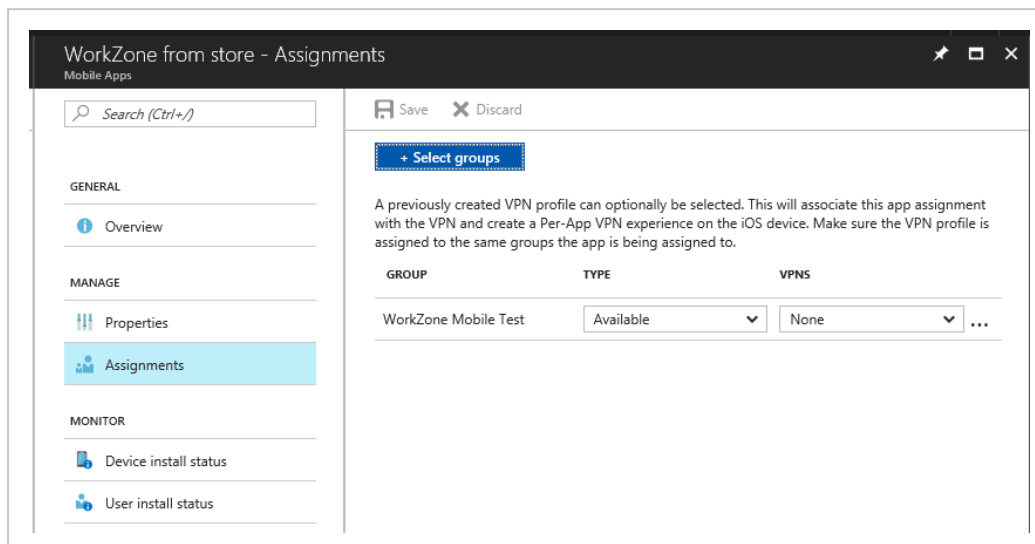 WorkZone from store - Assignments
Mobile Apps
Search (Ctrl+/)
GENERAL
Overview
MANAGE
Properties
Assignments
MONITOR
Device install status
User install status
Save Discard
+ Select groups
A previously created VPN profile can optionally be selected. This will associate this app assignment
with the VPN and create a Per-App VPN experience on the iOS device. Make sure the VPN profile is
assigned to the same groups the app is being assigned to.
GROUP TYPE VPNS
WorkZone Mobile Test Available None ...